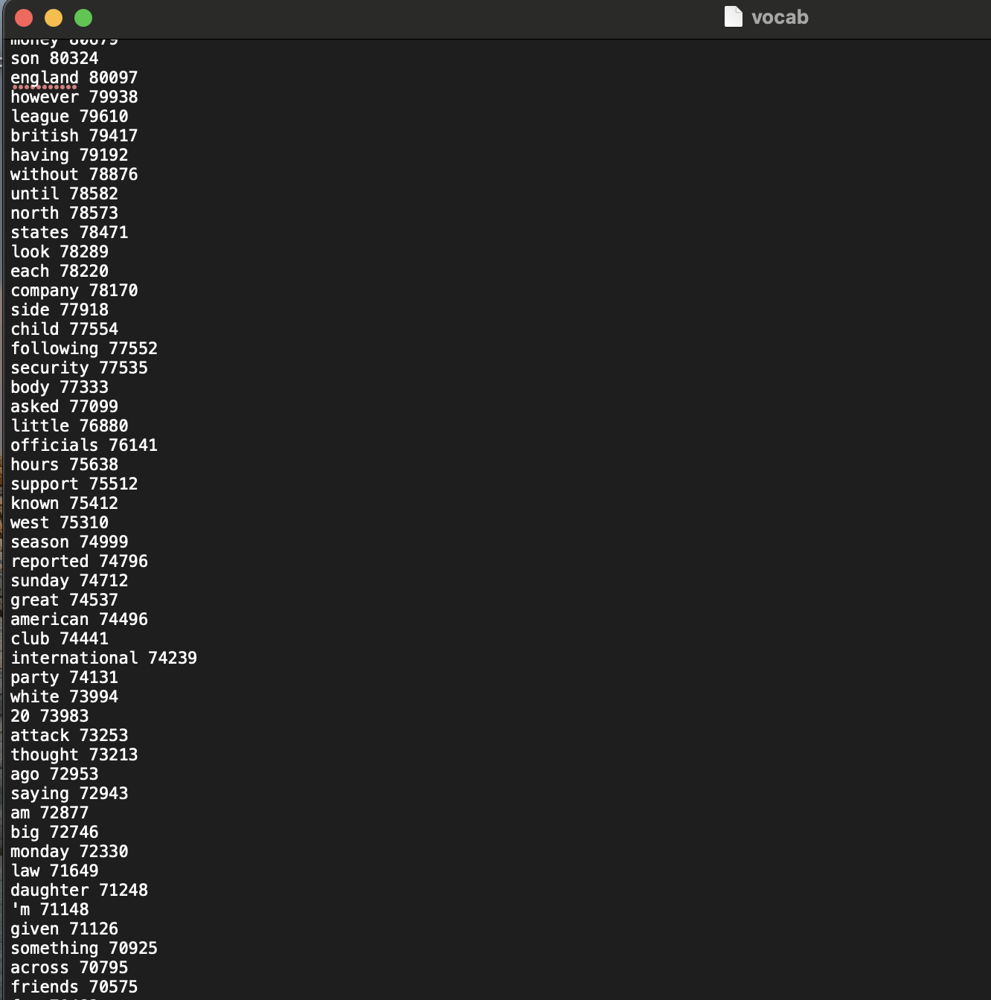 vocab
money 80679
son 80324
england 80097
however 79938
league 79610
british 79417
having 79192
without 78876
until 78582
north 78573
states 78471
look 78289
each 78220
company 78170
side 77918
child 77554
following 77552
security 77535
body 77333
asked 77099
little 76880
officials 76141
hours 75638
support 75512
known 75412
west 75310
season 74999
reported 74796
sunday 74712
great 74537
american 74496
club 74441
international 74239
party 74131
white 73994
20 73983
attack 73253
thought 73213
ago 72953
saying 72943
am 72877
big 72746
monday 72330
law 71649
daughter 71248
'm 71148
given 71126
something 70925
across 70795
friends 70575